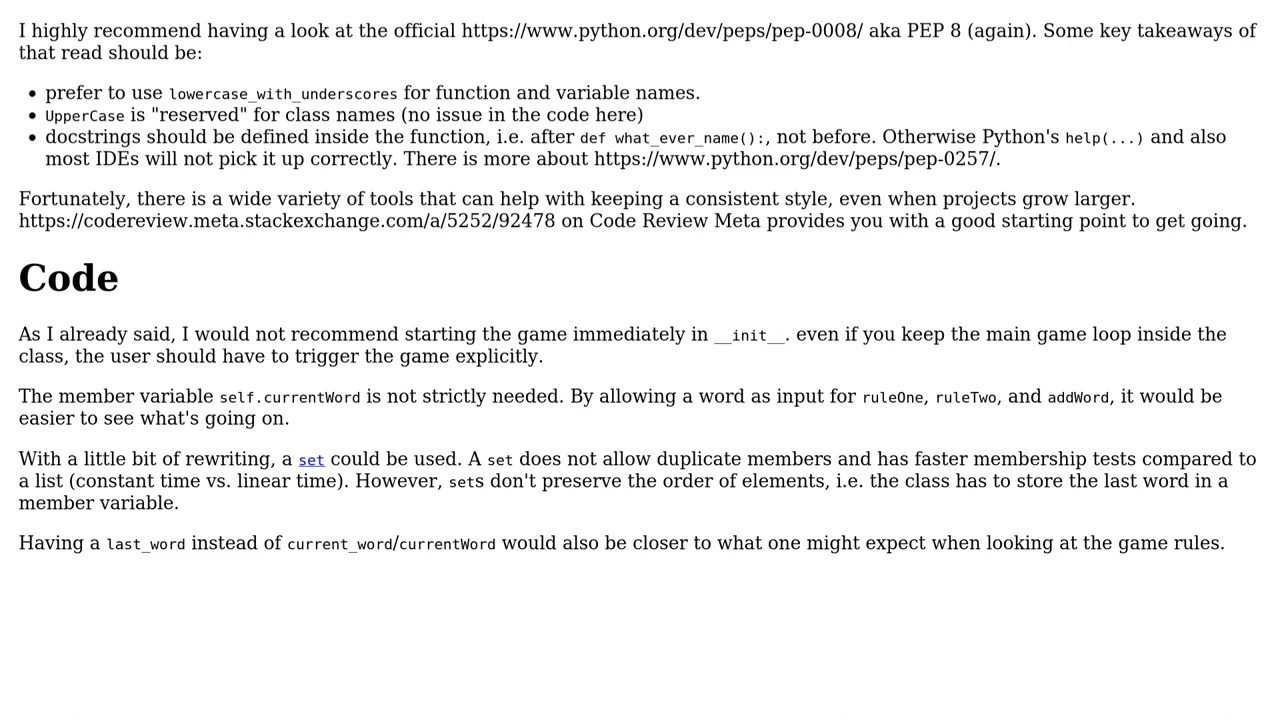 I highly recommend having a look at the official https://www.python.org/dev/peps/pep-0008/ aka PEP 8 (again). Some key takeaways of
that read should be:
• prefer to use lowercase_with_underscores for function and variable names.
• UpperCase is "reserved" for class names (no issue in the code here)
• docstrings should be defined inside the function, i.e. after def what_ever_name():, not before. Otherwise Python's help(...) and also
most IDEs will not pick it up correctly. There is more about https://www.python.org/dev/peps/pep-0257/.
Fortunately, there is a wide variety of tools that can help with keeping a consistent style, even when projects grow larger.
https://codereview.meta.stackexchange.com/a/5252/92478 on Code Review Meta provides you with a good starting point to get going.
Code
As I already said, I would not recommend starting the game immediately in __init__. even if you keep the main game loop inside the
class, the user should have to trigger the game explicitly.
The member variable self.currentWord is not strictly needed. By allowing a word as input for ruleOne, ruleTwo, and addWord, it would be
easier to see what's going on.
With a little bit of rewriting, a set could be used. A set does not allow duplicate members and has faster membership tests compared to
a list (constant time vs. linear time). However, sets don't preserve the order of elements, i.e. the class has to store the last word in a
member variable.
Having a last_word instead of current_word/currentWord would also be closer to what one might expect when looking at the game rules.